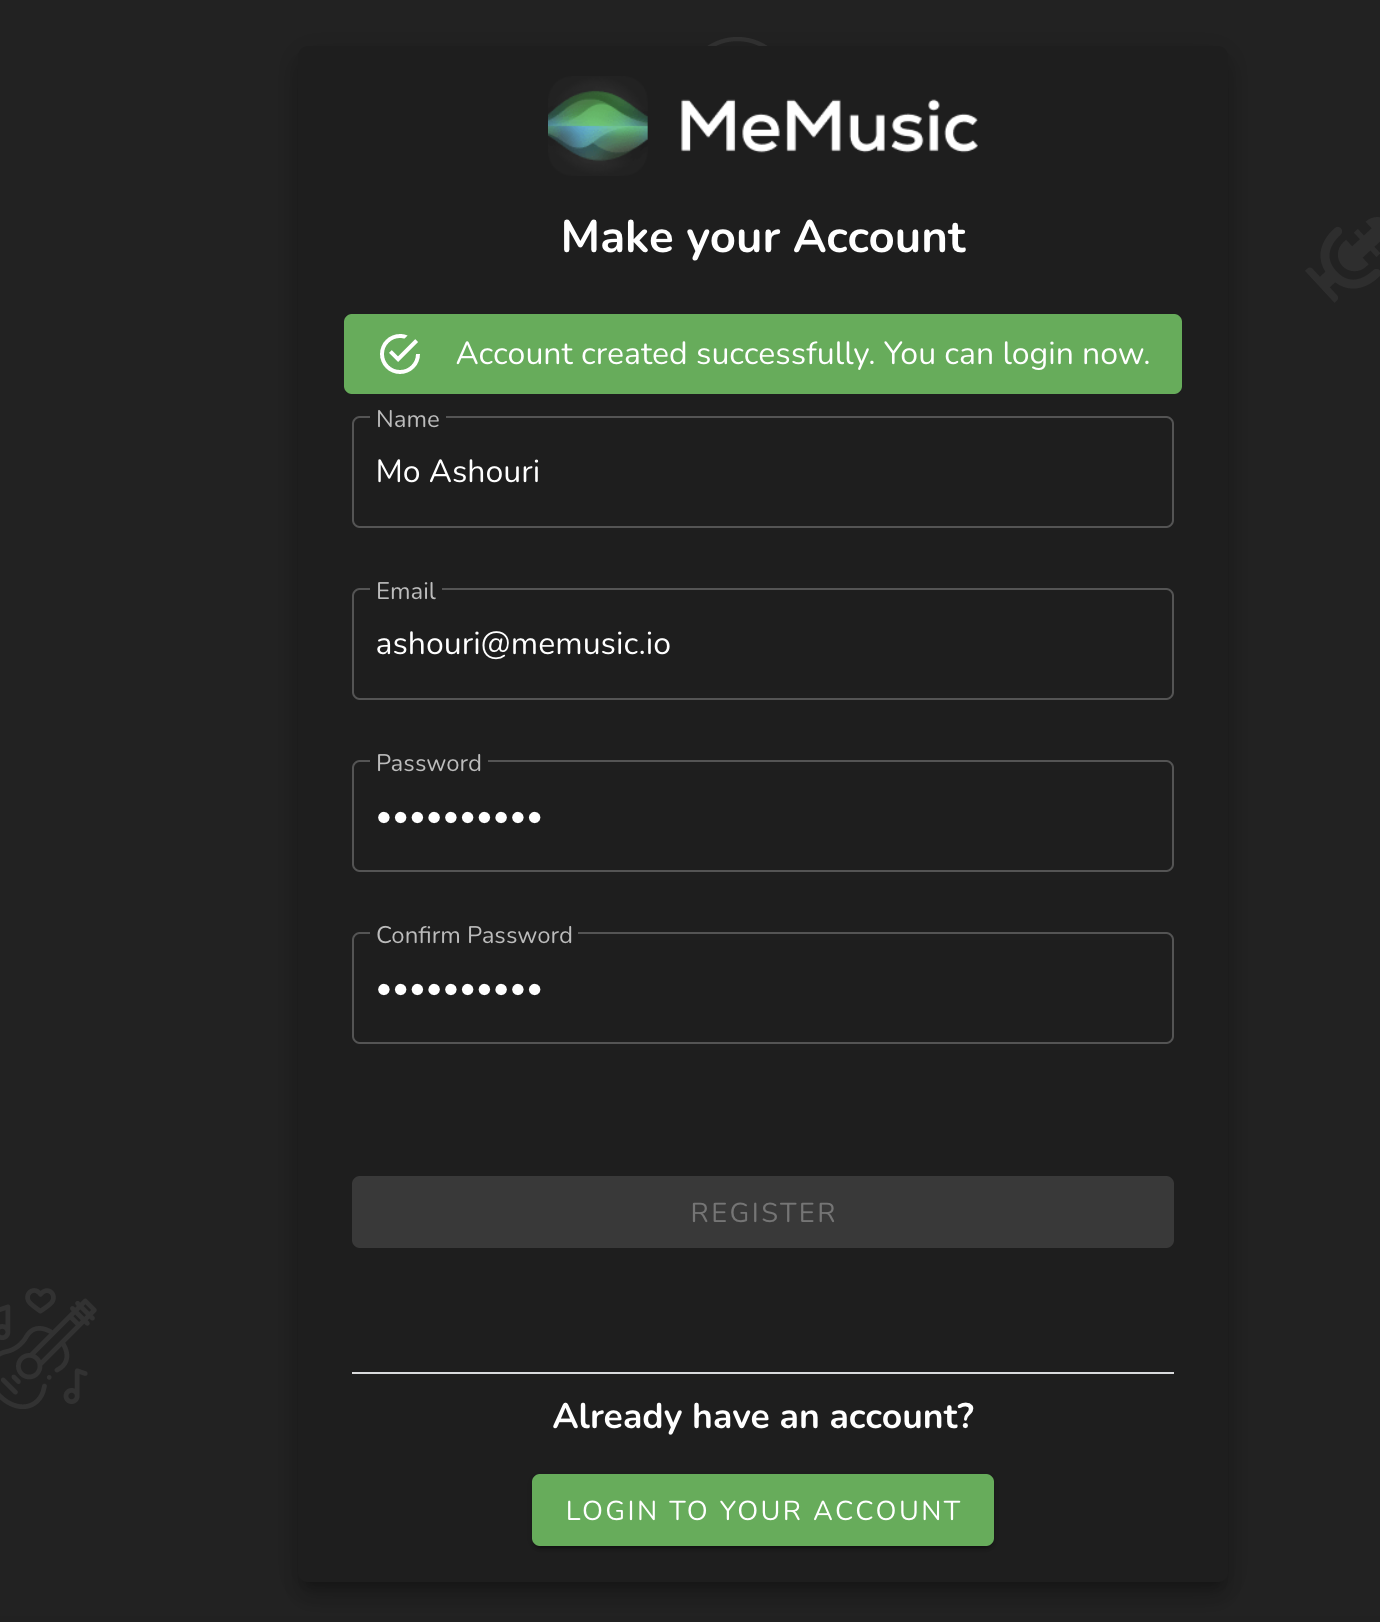 MeMusic
Make your Account
Account created successfully. You can login now.
Name
Mo Ashouri
Email
ashouri@memusic.io
Password
••••••••••
Confirm Password
••••••••••
REGISTER
Already have an account?
LOGIN TO YOUR ACCOUNT